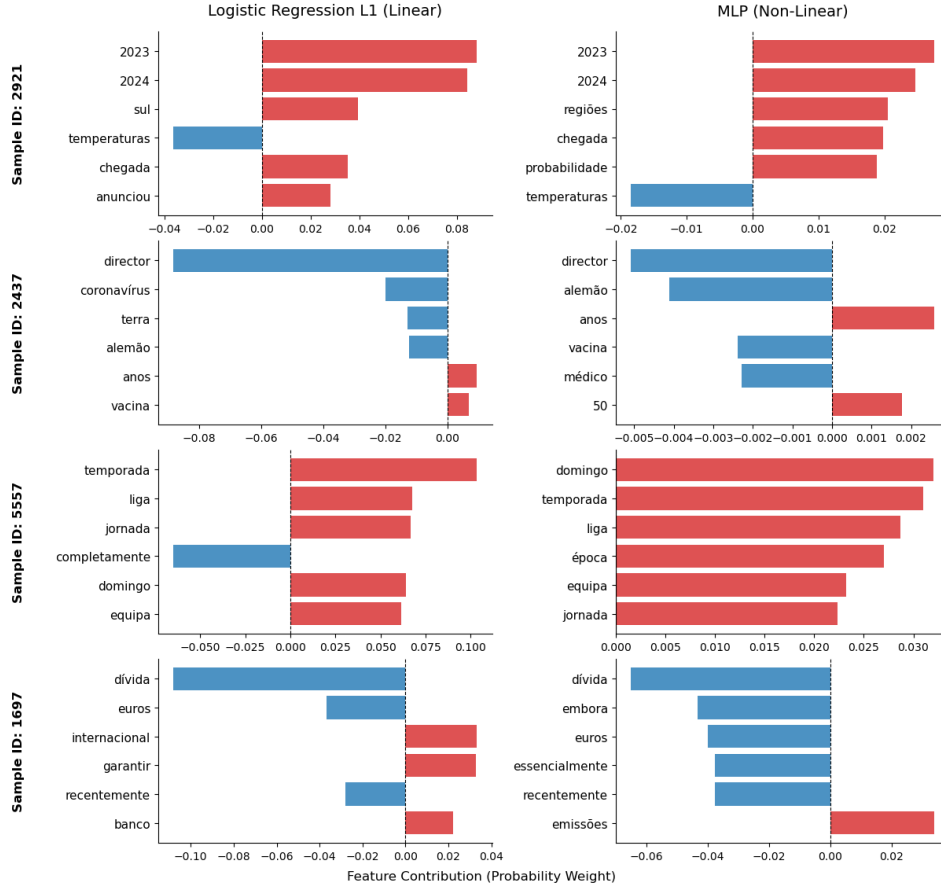 Logistic Regression L1 (Linear)
MLP (Non-Linear)
Sample ID: 2921
2023
2024
sul
temperaturas
chegada
anunciou
−0.04 −0.02 0.00 0.02 0.04 0.06 0.08
2023
2024
regiões
chegada
probabilidade
temperaturas
−0.02 −0.01 0.00 0.01 0.02
Sample ID: 2437
director
coronavírus
terra
alemão
anos
vacina
−0.08 −0.06 −0.04 −0.02 0.00
director
alemão
anos
vacina
médico
50
−0.005 −0.004 −0.003 −0.002 −0.001 0.000 0.001 0.002
Sample ID: 5557
temporada
liga
jornada
completamente
domingo
equipa
−0.050 −0.025 0.000 0.025 0.050 0.075 0.100
domingo
temporada
liga
época
equipa
jornada
0.000 0.005 0.010 0.015 0.020 0.025 0.030
Sample ID: 1697
dívida
euros
internacional
garantir
recentemente
banco
−0.10 −0.08 −0.06 −0.04 −0.02 0.00 0.02 0.04
dívida
embora
euros
essencialmente
recentemente
emissões
−0.06 −0.04 −0.02 0.00 0.02
Feature Contribution (Probability Weight)